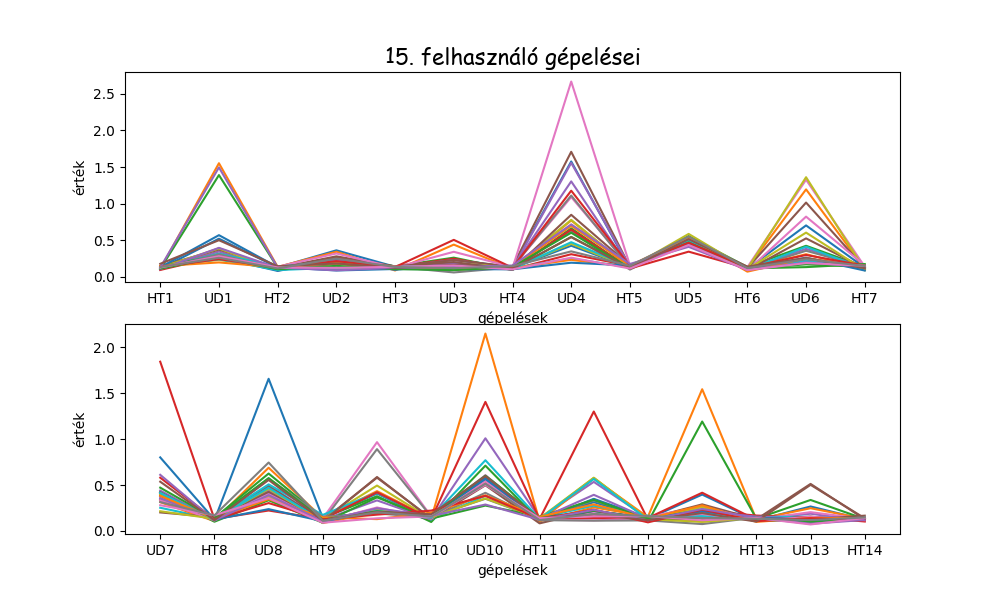 15. felhasználó gépelései
2.5
2.0
1.5
1.0
0.5
0.0
érték
HT1 UD1 HT2 UD2 HT3 UD3 HT4 UD4 HT5 UD5 HT6 UD6 HT7
gépelések
2.0
1.5
1.0
0.5
0.0
érték
UD7 HT8 UD8 HT9 UD9 HT10 UD10 HT11 UD11 HT12 UD12 HT13 UD13 HT14
gépelések